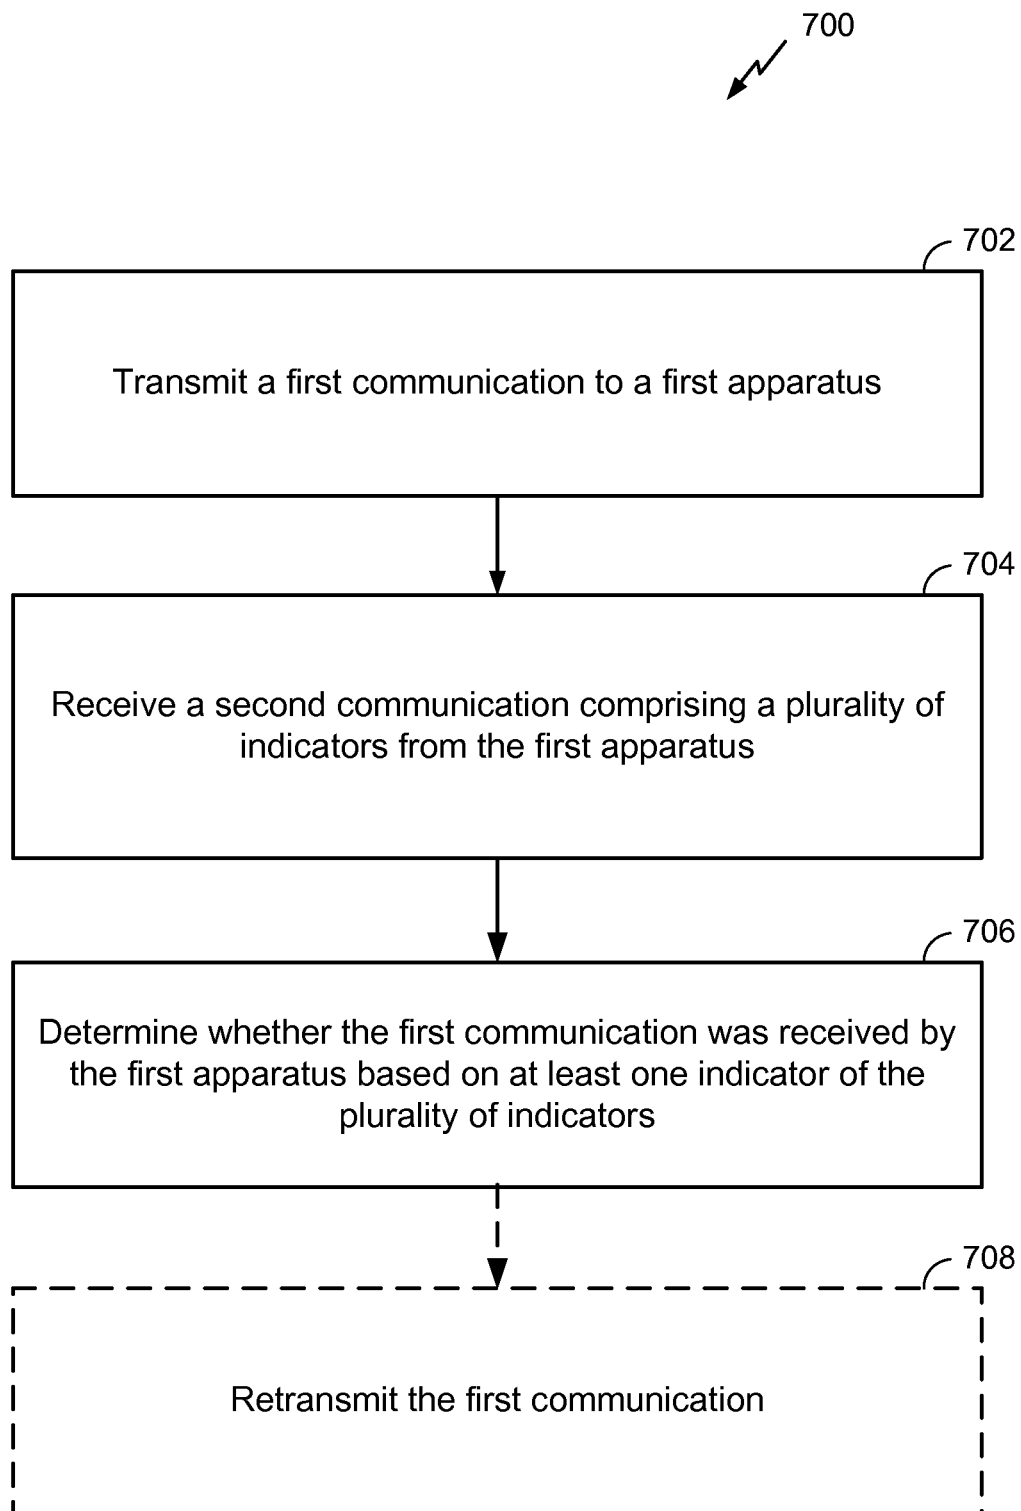 700
702
Transmit a first communication to a first apparatus
704
Receive a second communication comprising a plurality of
indicators from the first apparatus
706
Determine whether the first communication was received by
the first apparatus based on at least one indicator of the
plurality of indicators
708
Retransmit the first communication